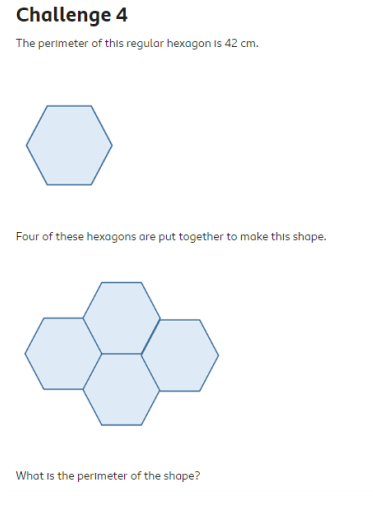 Challenge 4
The perimeter of this regular hexagon is 42 cm.
Four of these hexagons are put together to make this shape.
What is the perimeter of the shape?